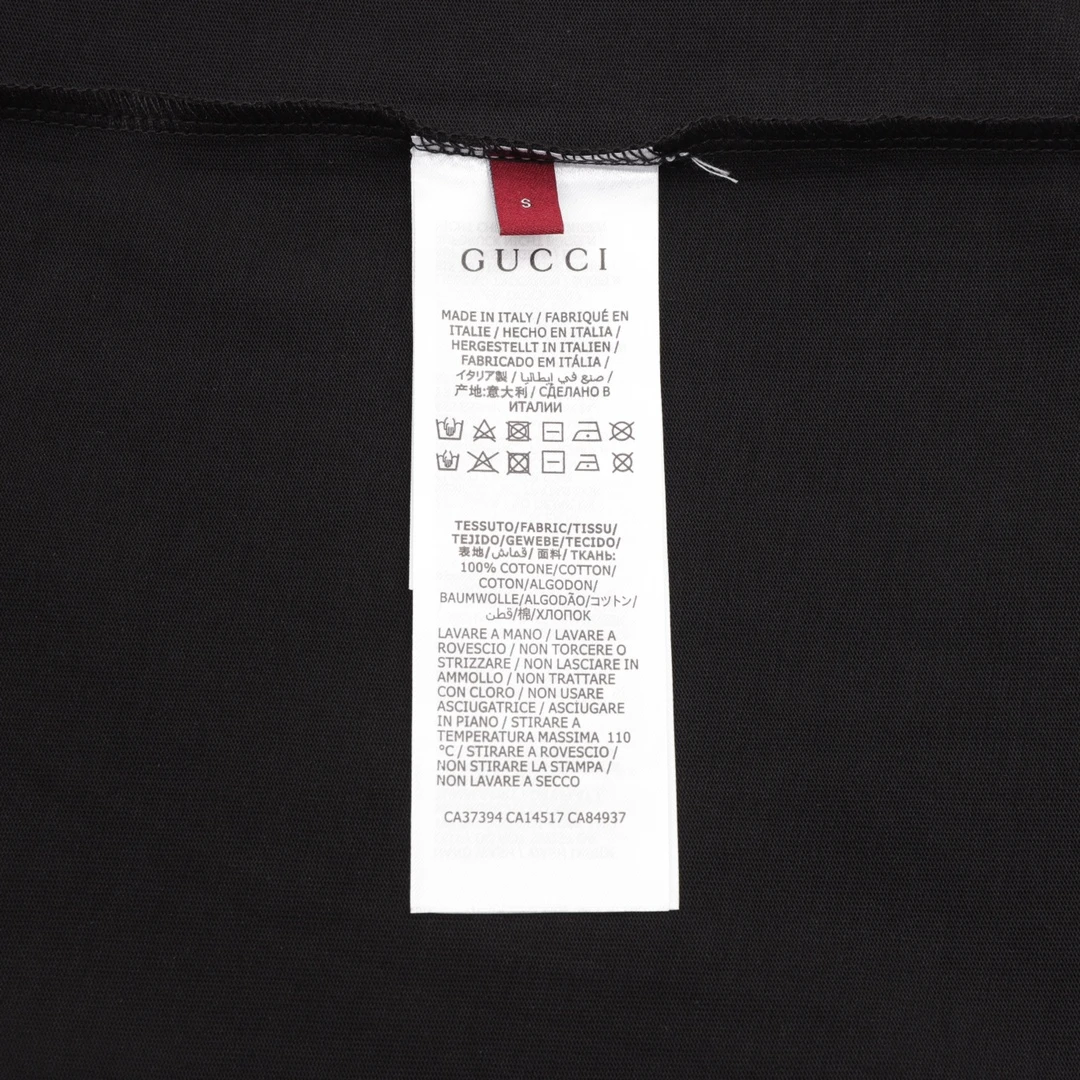 S
GUCCI
MADE IN ITALY / FABRIQUÉ EN
ITALIE / HECHO EN ITALIA /
HERGESTELLT IN ITALIEN /
FABRICADO EM ITÁLIA /
イタリア製 / صنع في إيطاليا /
产地:意大利 / СДЕЛАНО В
ИТАЛИИ
TESSUTO/FABRIC/TISSU/
TEJIDO/GEWEBE/TECIDO/
表地/قماش/ 面料/ ТКАНЬ:
100% COTONE/COTTON/
COTON/ALGODON/
BAUMWOLLE/ALGODÃO/コツトン/
قطن/棉/ХЛОПОК
LAVARE A MANO / LAVARE A
ROVESCIO / NON TORCERE O
STRIZZARE / NON LASCIARE IN
AMMOLLO / NON TRATTARE
CON CLORO / NON USARE
ASCIUGATRICE / ASCIUGARE
IN PIANO / STIRARE A
TEMPERATURA MASSIMA 110
°C / STIRARE A ROVESCIO /
NON STIRARE LA STAMPA /
NON LAVARE A SECCO
CA37394 CA14517 CA84937